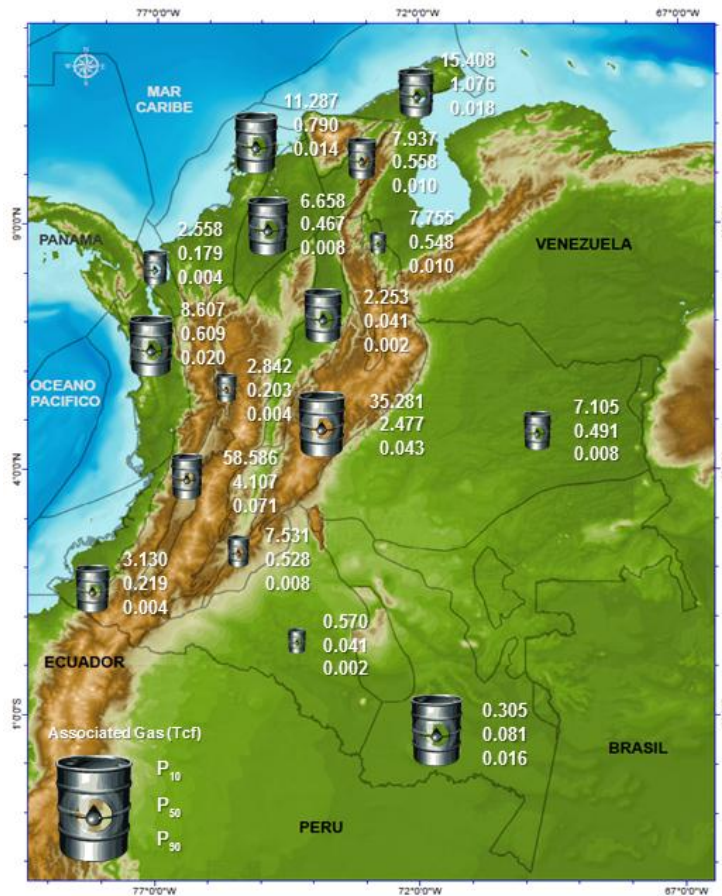 77°0'0"W 72°0'0"W 67°0'0"W
MAR
CARIBE
15.408
1.076
0.018
11.287
0.790
0.014
7.937
0.558
0.010
6.658
0.467
0.008
9°0'0"N
PANAMA
2.558
0.179
0.004
7.755
0.548
0.010
VENEZUELA
2.253
0.041
0.002
8.607
0.609
0.020
OCEANO
PACIFICO
2.842
0.203
0.004
35.281
2.477
0.043
7.105
0.491
0.008
4°0'0"N
58.586
4.107
0.071
7.531
0.528
0.008
3.130
0.219
0.004
0.570
0.041
0.002
ECUADOR
1°0'0"S
0.305
0.081
0.016
BRASIL
Associated Gas (Tcf)
P10
P50
P90
PERU
77°0'0"W 72°0'0"W 67°0'0"W